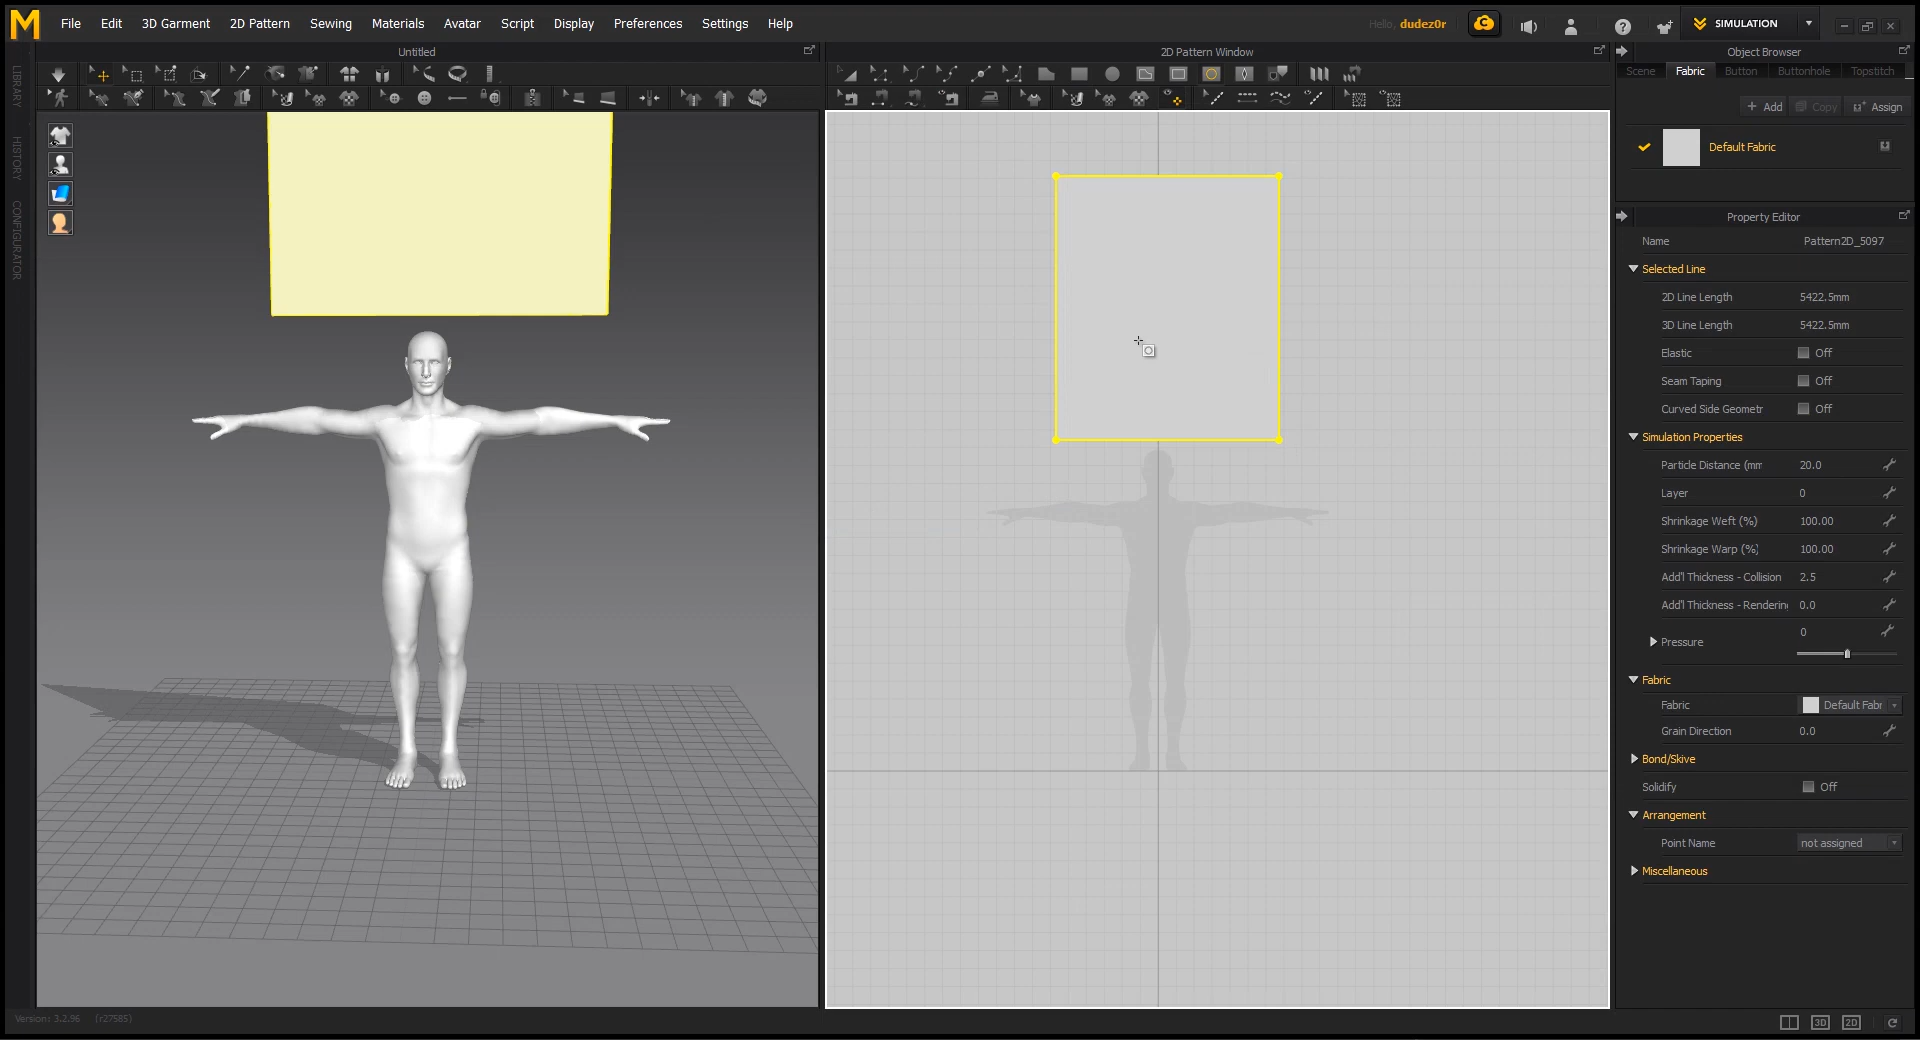 M File Edit 3D Garment 2D Pattern Sewing Materials Avatar Script Display Preferences Settings Help Hello, dudez0r C ? SIMULATION
Untitled
2D Pattern Window
Object Browser
Scene Fabric Button Buttonhole Topstitch
+ Add Copy Assign
Default Fabric
LIBRARY
HISTORY
CONFIGURATOR
Property Editor
Name Pattern2D_5097
Selected Line
2D Line Length 5422.5mm
3D Line Length 5422.5mm
Elastic Off
Seam Taping Off
Curved Side Geometr Off
Simulation Properties
Particle Distance (mm 20.0
Layer 0
Shrinkage Weft (%) 100.00
Shrinkage Warp (%) 100.00
Add'l Thickness - Collision 2.5
Add'l Thickness - Rendering 0.0
Pressure 0
Fabric
Fabric Default Fabr
Grain Direction 0.0
Bond/Skive
Solidify Off
Arrangement
Point Name not assigned
Miscellaneous
Version: 3.2.96 (r27585)
3D 2D